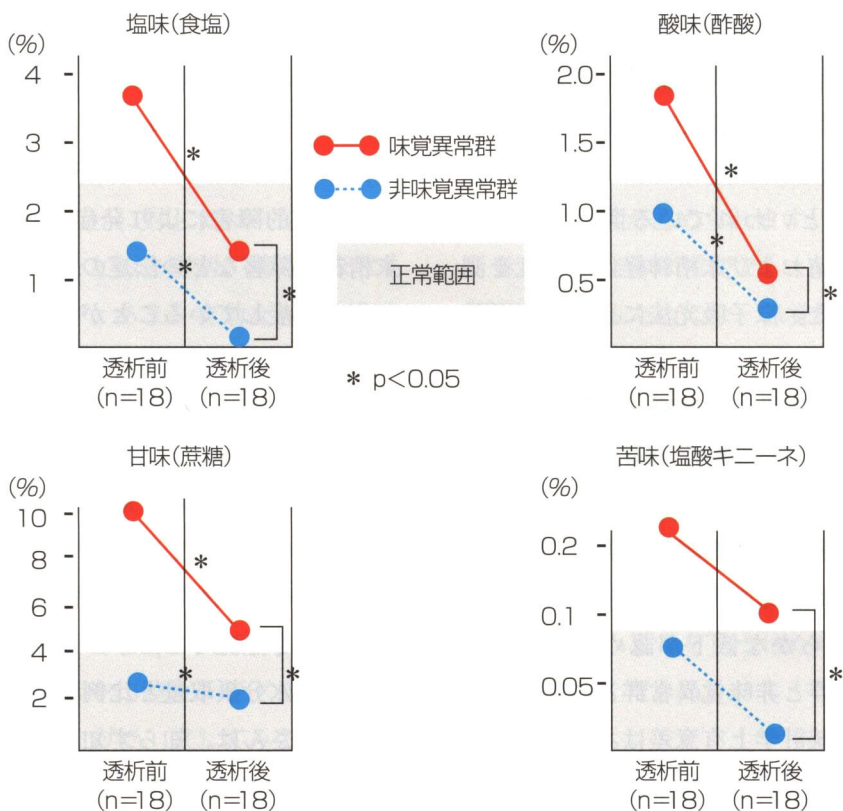 塩味(食塩)
(%)
4
3
2
1
*
*
*
透析前
(n=18)
透析後
(n=18)
味覚異常群
非味覚異常群
正常範囲
* p<0.05
酸味(酢酸)
(%)
2.0
1.5
1.0
0.5
*
*
*
透析前
(n=18)
透析後
(n=18)
甘味(蔗糖)
(%)
10
8
6
4
2
*
*
*
透析前
(n=18)
透析後
(n=18)
苦味(塩酸キニーネ)
(%)
0.2
0.1
0.05
*
透析前
(n=18)
透析後
(n=18)